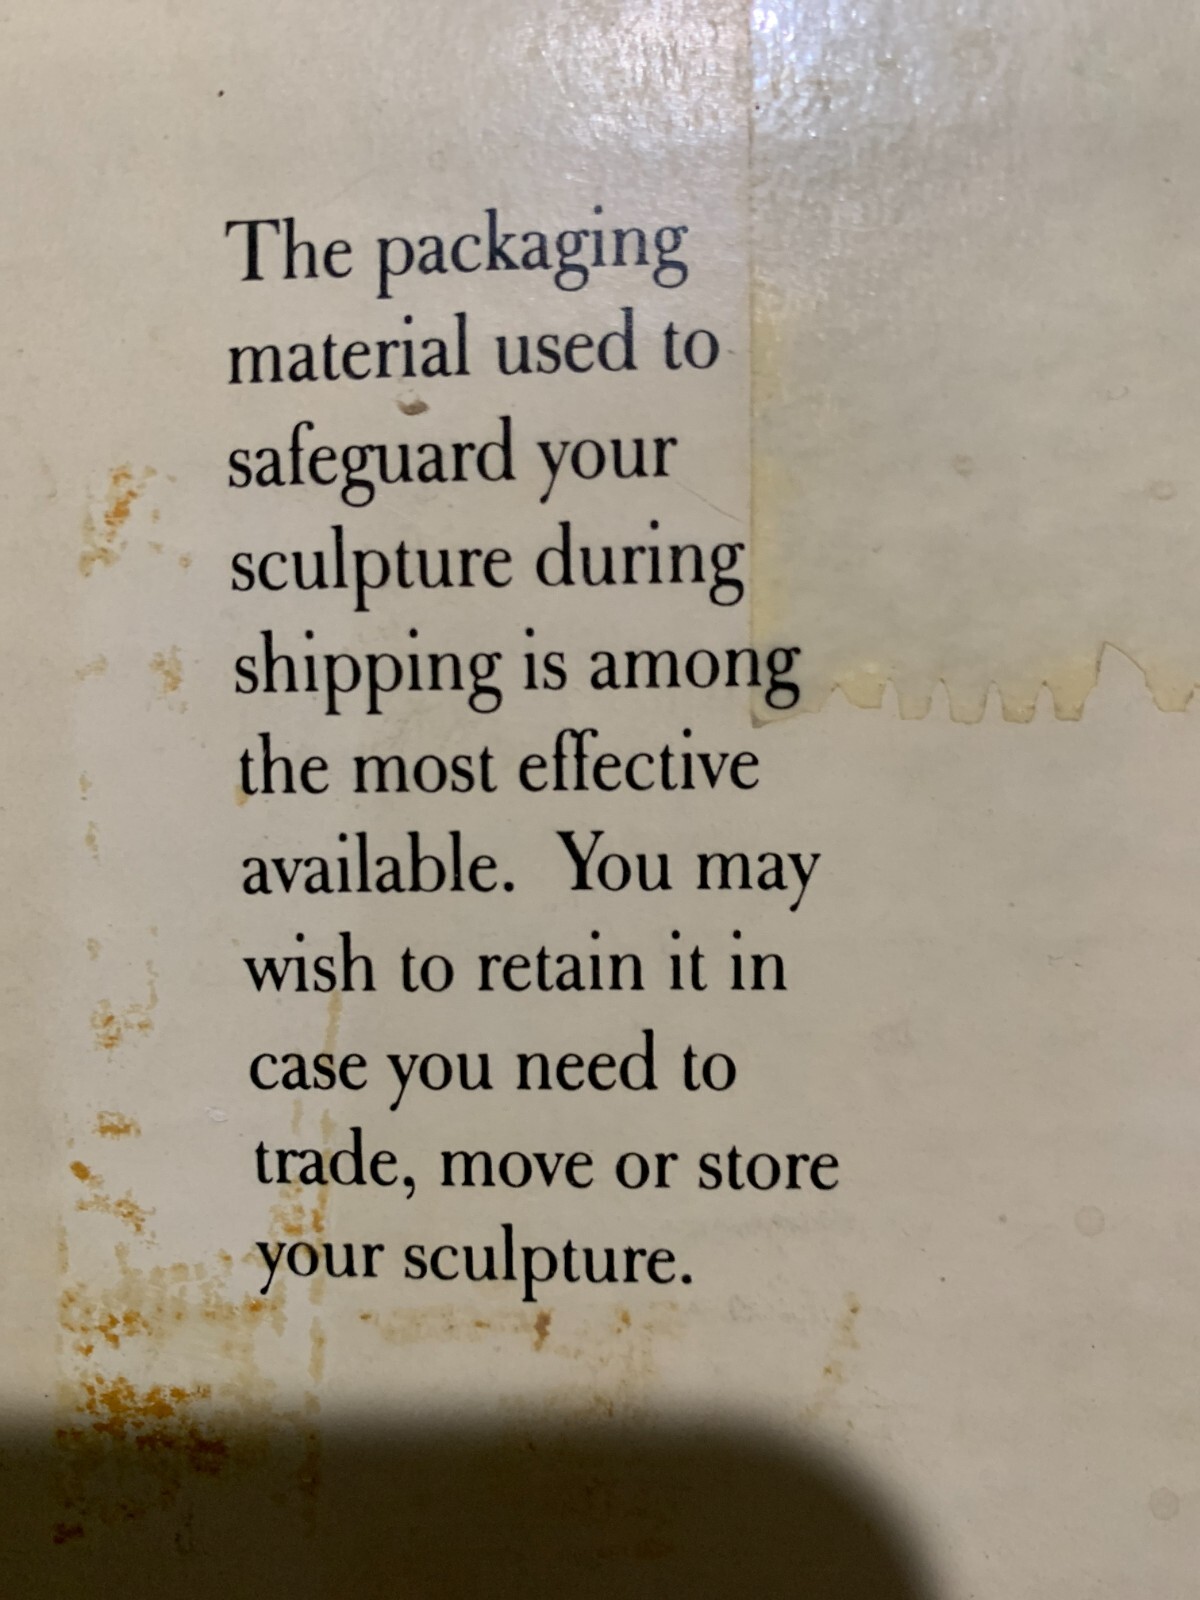 The packaging
material used to
safeguard your
sculpture during
shipping is among
the most effective
available. You may
wish to retain it in
case you need to
trade, move or store
your sculpture.